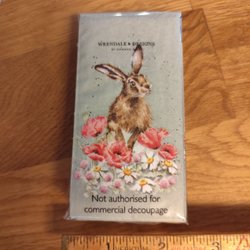 WRENDALE DESIGNS
Not authorised for
commercial decoupage